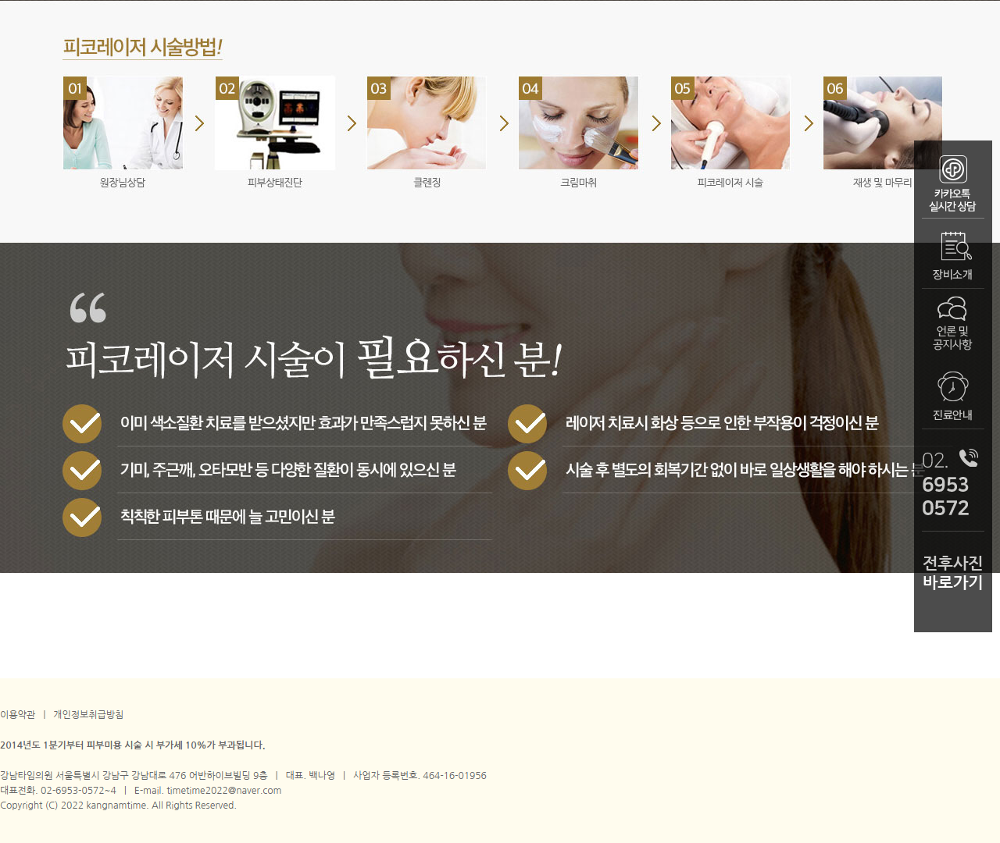 피코레이저 시술방법!
01
02
03
04
05
06
원장님상담
피부상태진단
클렌징
크림마취
피코레이저 시술
재생 및 마무리
“
피코레이저 시술이 필요하신 분!
이미 색소질환 치료를 받으셨지만 효과가 만족스럽지 못하신 분
레이저 치료시 화상 등으로 인한 부작용이 걱정이신 분
기미, 주근깨, 오타모반 등 다양한 질환이 동시에 있으신 분
시술 후 별도의 회복기간 없이 바로 일상생활을 해야 하시는 분
칙칙한 피부톤 때문에 늘 고민이신 분
카카오톡
실시간 상담
장비소개
언론 및
공지사항
진료안내
02.
6953
0572
전후사진
바로가기
이용약관 | 개인정보취급방침
2014년도 1분기부터 피부미용 시술 시 부가세 10%가 부과됩니다.
강남타임의원 서울특별시 강남구 강남대로 476 어반하이브빌딩 9층 | 대표. 백나영 | 사업자 등록번호. 464-16-01956
대표전화. 02-6953-0572~4 | E-mail. timetime2022@naver.com
Copyright (C) 2022 kangnamtime. All Rights Reserved.